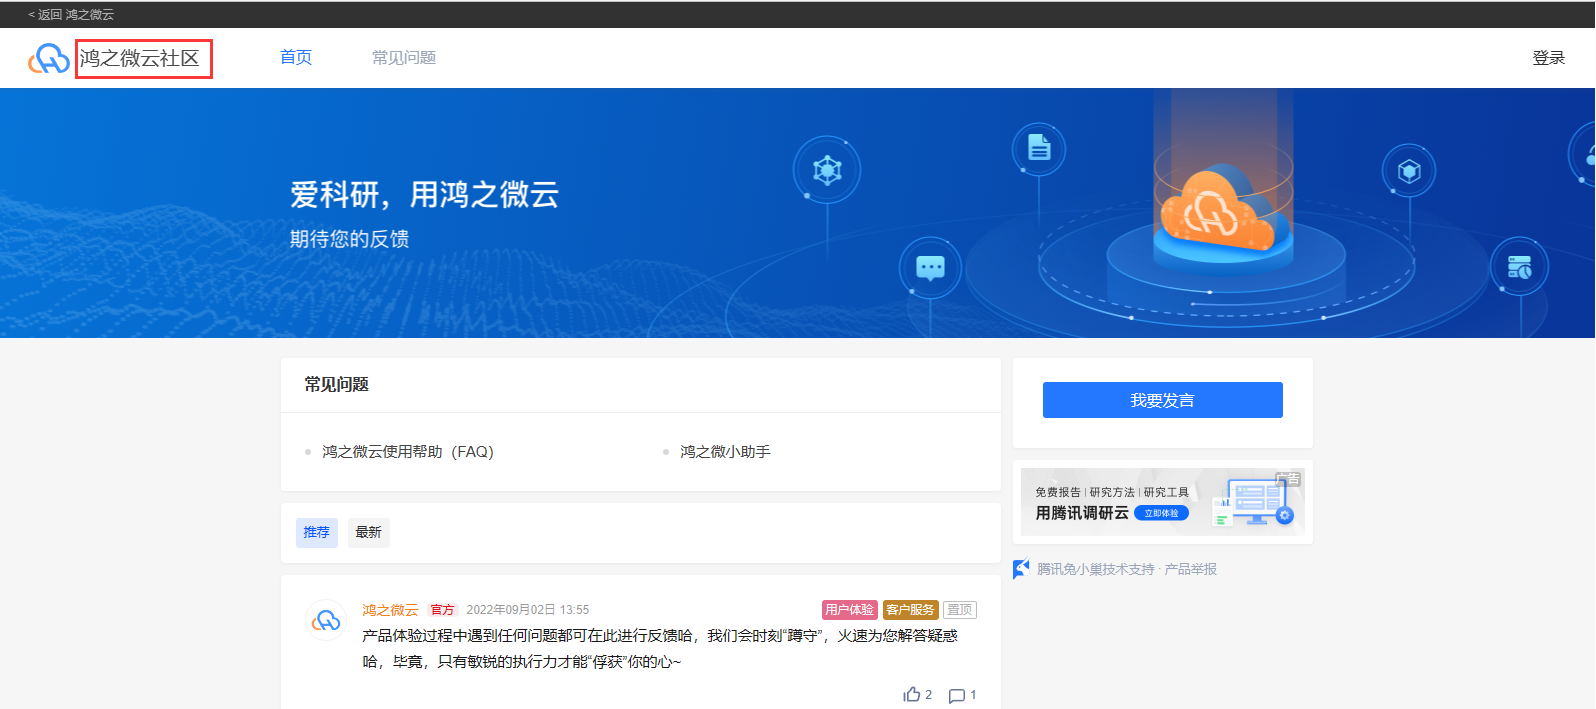 < 返回 鸿之微云
鸿之微云社区
首页
常见问题
登录
爱科研，用鸿之微云
期待您的反馈
常见问题
鸿之微云使用帮助（FAQ）
鸿之微小助手
推荐
最新
鸿之微云 官方 2022年09月02日 13:55
用户体验 客户服务 置顶
产品体验过程中遇到任何问题都可在此进行反馈哈，我们会时刻“蹲守”，火速为您解答疑惑
哈，毕竟，只有敏锐的执行力才能“俘获”你的心~
2
1
我要发言
广告
免费报告 | 研究方法 | 研究工具
用腾讯调研云 立即体验
腾讯兔小巢技术支持 · 产品举报